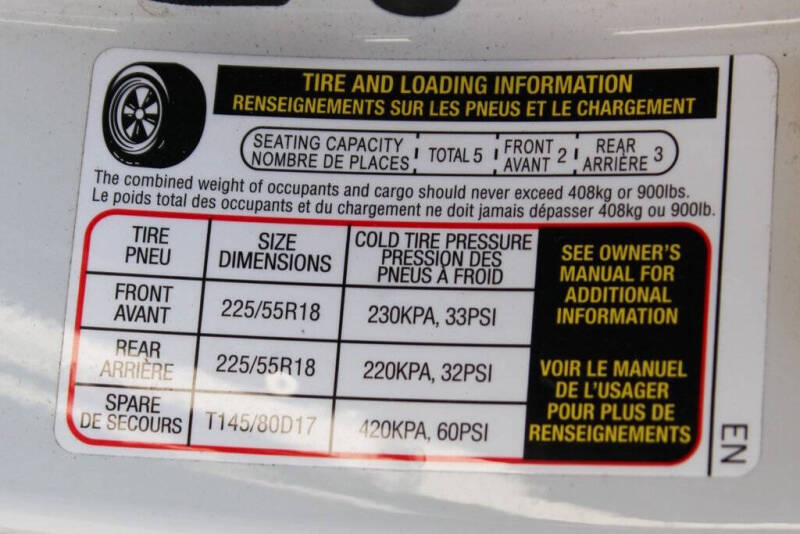 TIRE AND LOADING INFORMATION
RENSEIGNEMENTS SUR LES PNEUS ET LE CHARGEMENT
SEATING CAPACITY TOTAL 5 FRONT 2 REAR 3
NOMBRE DE PLACES AVANT ARRIÈRE
The combined weight of occupants and cargo should never exceed 408kg or 900lbs.
Le poids total des occupants et du chargement ne doit jamais dépasser 408kg ou 900lb.
TIRE
PNEU
SIZE
DIMENSIONS
COLD TIRE PRESSURE
PRESSION DES
PNEUS À FROID
FRONT
AVANT
225/55R18
230KPA, 33PSI
REAR
ARRIÈRE
225/55R18
220KPA, 32PSI
SPARE
DE SECOURS
T145/80D17
420KPA, 60PSI
SEE OWNER'S
MANUAL FOR
ADDITIONAL
INFORMATION
VOIR LE MANUEL
DE L'USAGER
POUR PLUS DE
RENSEIGNEMENTS
EN